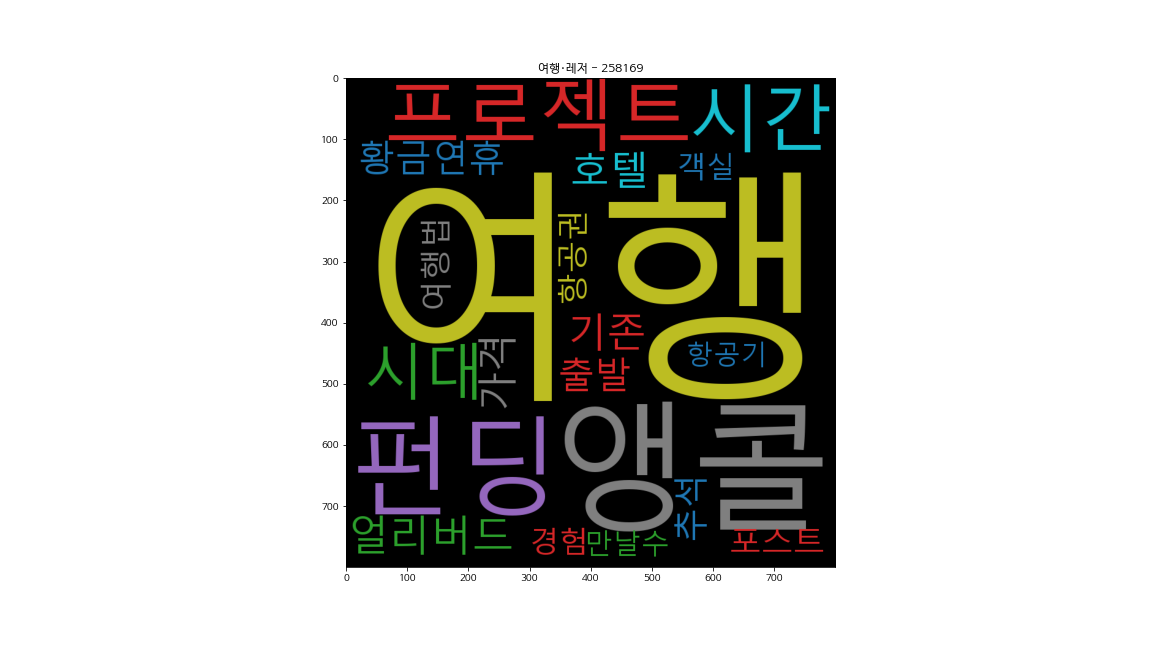 여행·레저 - 258169
프로젝트 시간
황금연휴 호텔 객실
여행
여행법
항공권
기존
항공기
시대
가격
출발
펀딩 앵콜
추석
얼리버드 경험 만날수 포스트
0
100
200
300
400
500
600
700
0 100 200 300 400 500 600 700